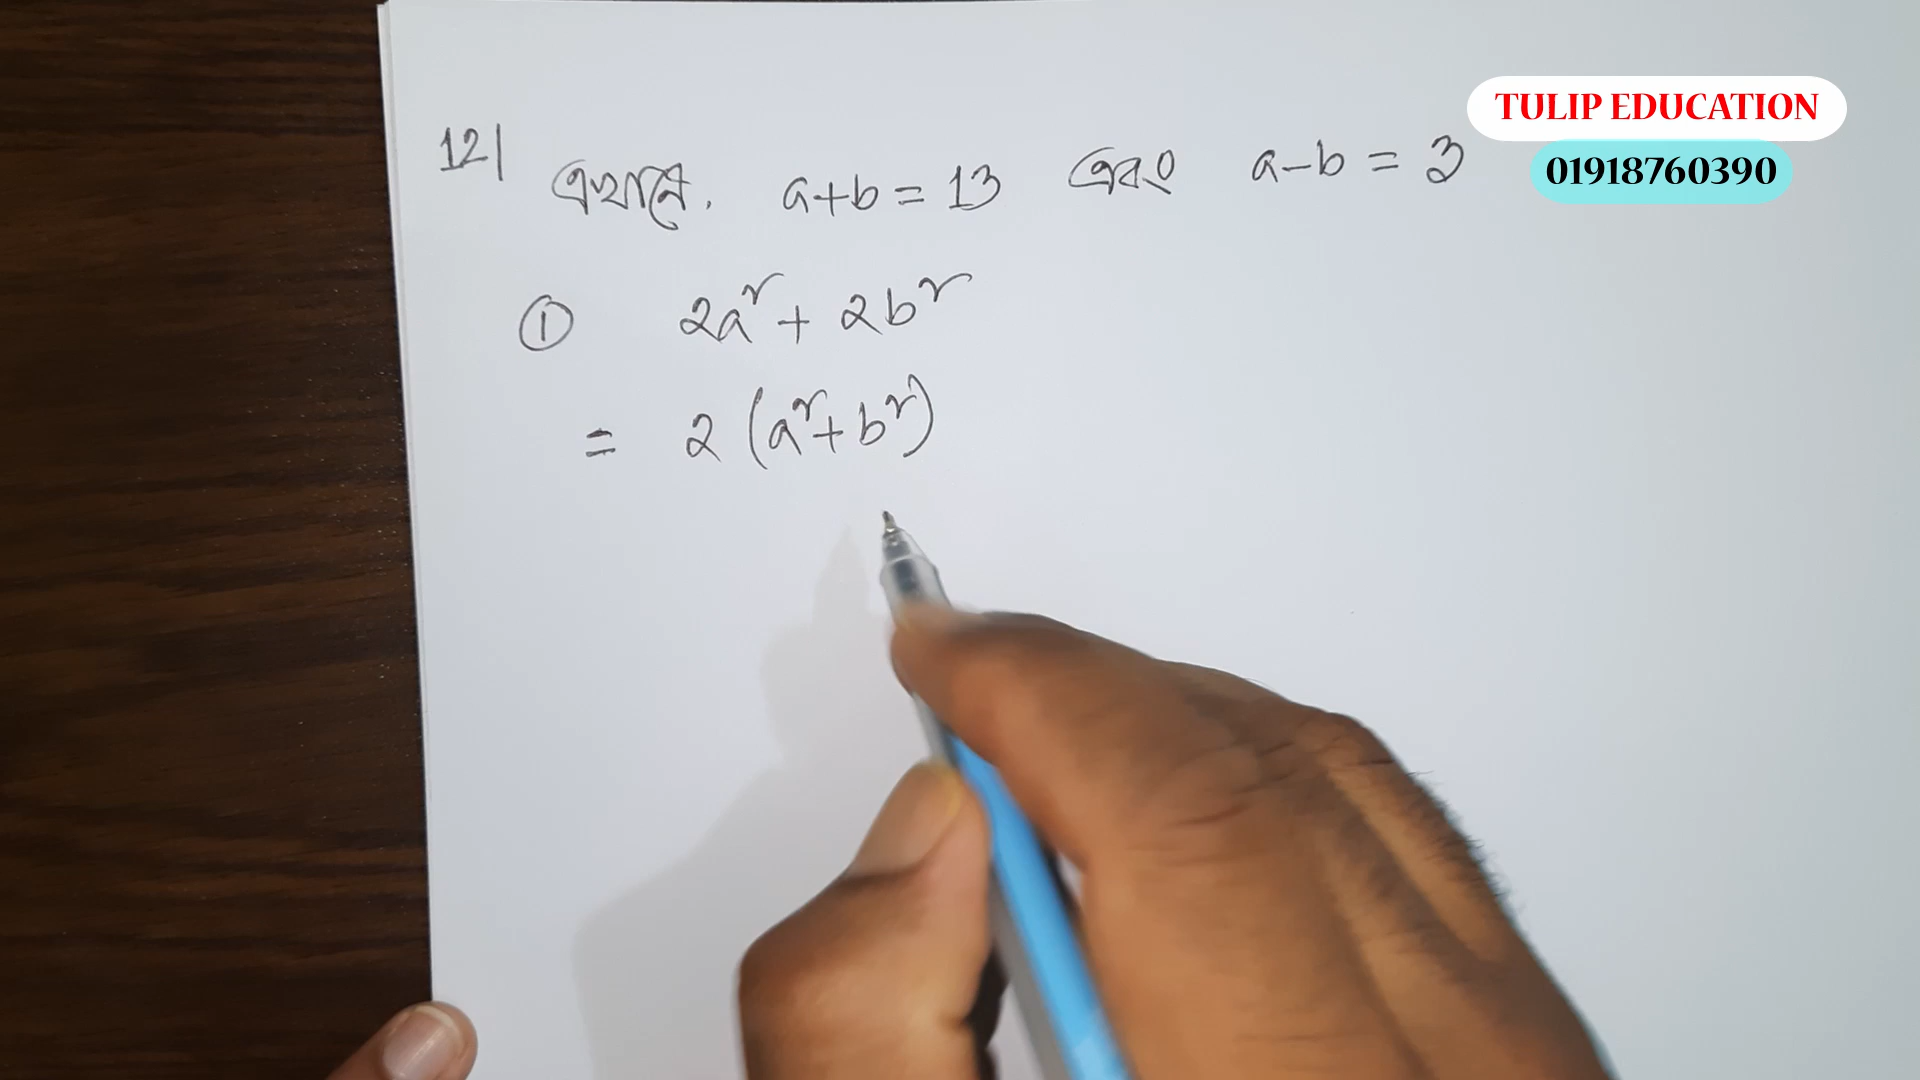 TULIP EDUCATION
01918760390
12| এখানে, a+b = 13 এবং a-b = 3
① 2a² + 2b²
= 2 (a²+b²)